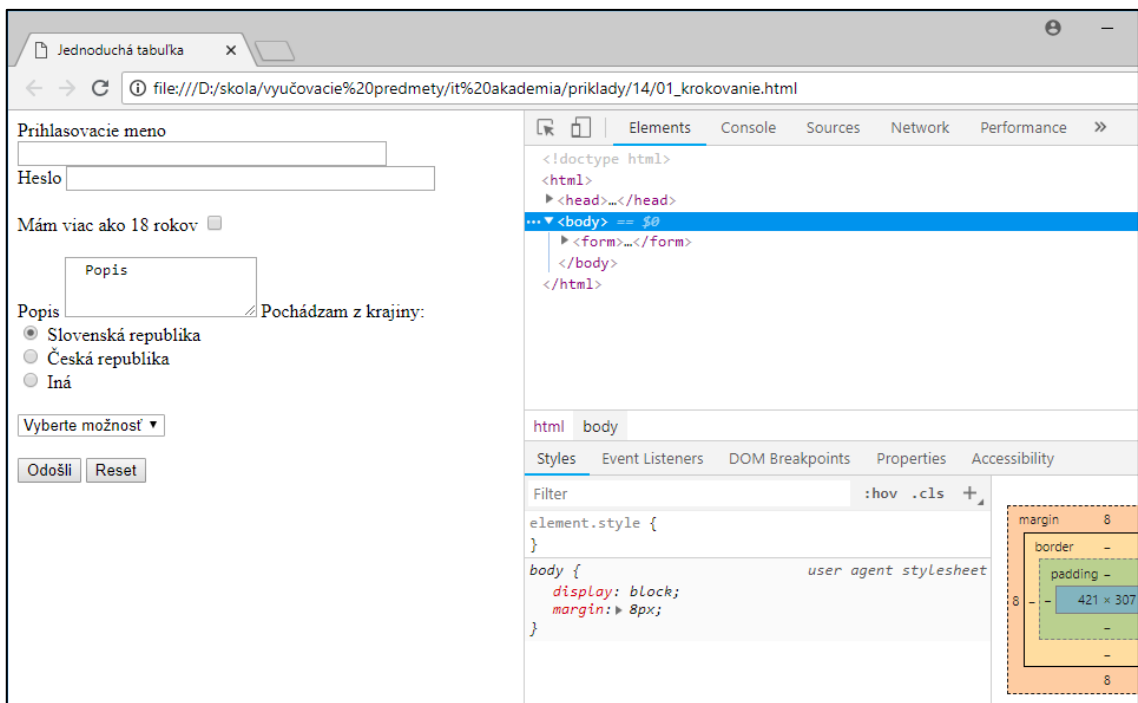 Jednoduchá tabuľka
file:///D:/skola/vyučovacie%20predmety/it%20akademia/priklady/14/01_krokovanie.html
Prihlasovacie meno
Heslo
Mám viac ako 18 rokov
Popis
Popis
Pochádzam z krajiny:
Slovenská republika
Česká republika
Iná
Vyberte možnosť
Odošli Reset
Elements Console Sources Network Performance »
<!doctype html>
<html>
<head>…</head>
… <body> == $0
<form>…</form>
</body>
</html>
html body
Styles Event Listeners DOM Breakpoints Properties Accessibility
Filter :hov .cls +
element.style {
}
body { user agent stylesheet
display: block;
margin: 8px;
}
margin 8
border –
padding –
8 – – 421 × 307
–
–
8